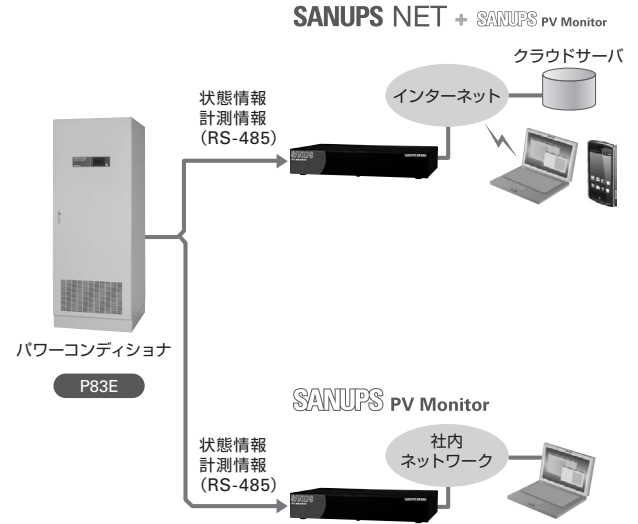 SANUPS NET + SANUPS PV Monitor
クラウドサーバ
インターネット
状態情報
計測情報
（RS-485）
SANUPS
パワーコンディショナ
P83E
SANUPS PV Monitor
社内
ネットワーク
状態情報
計測情報
（RS-485）
SANUPS